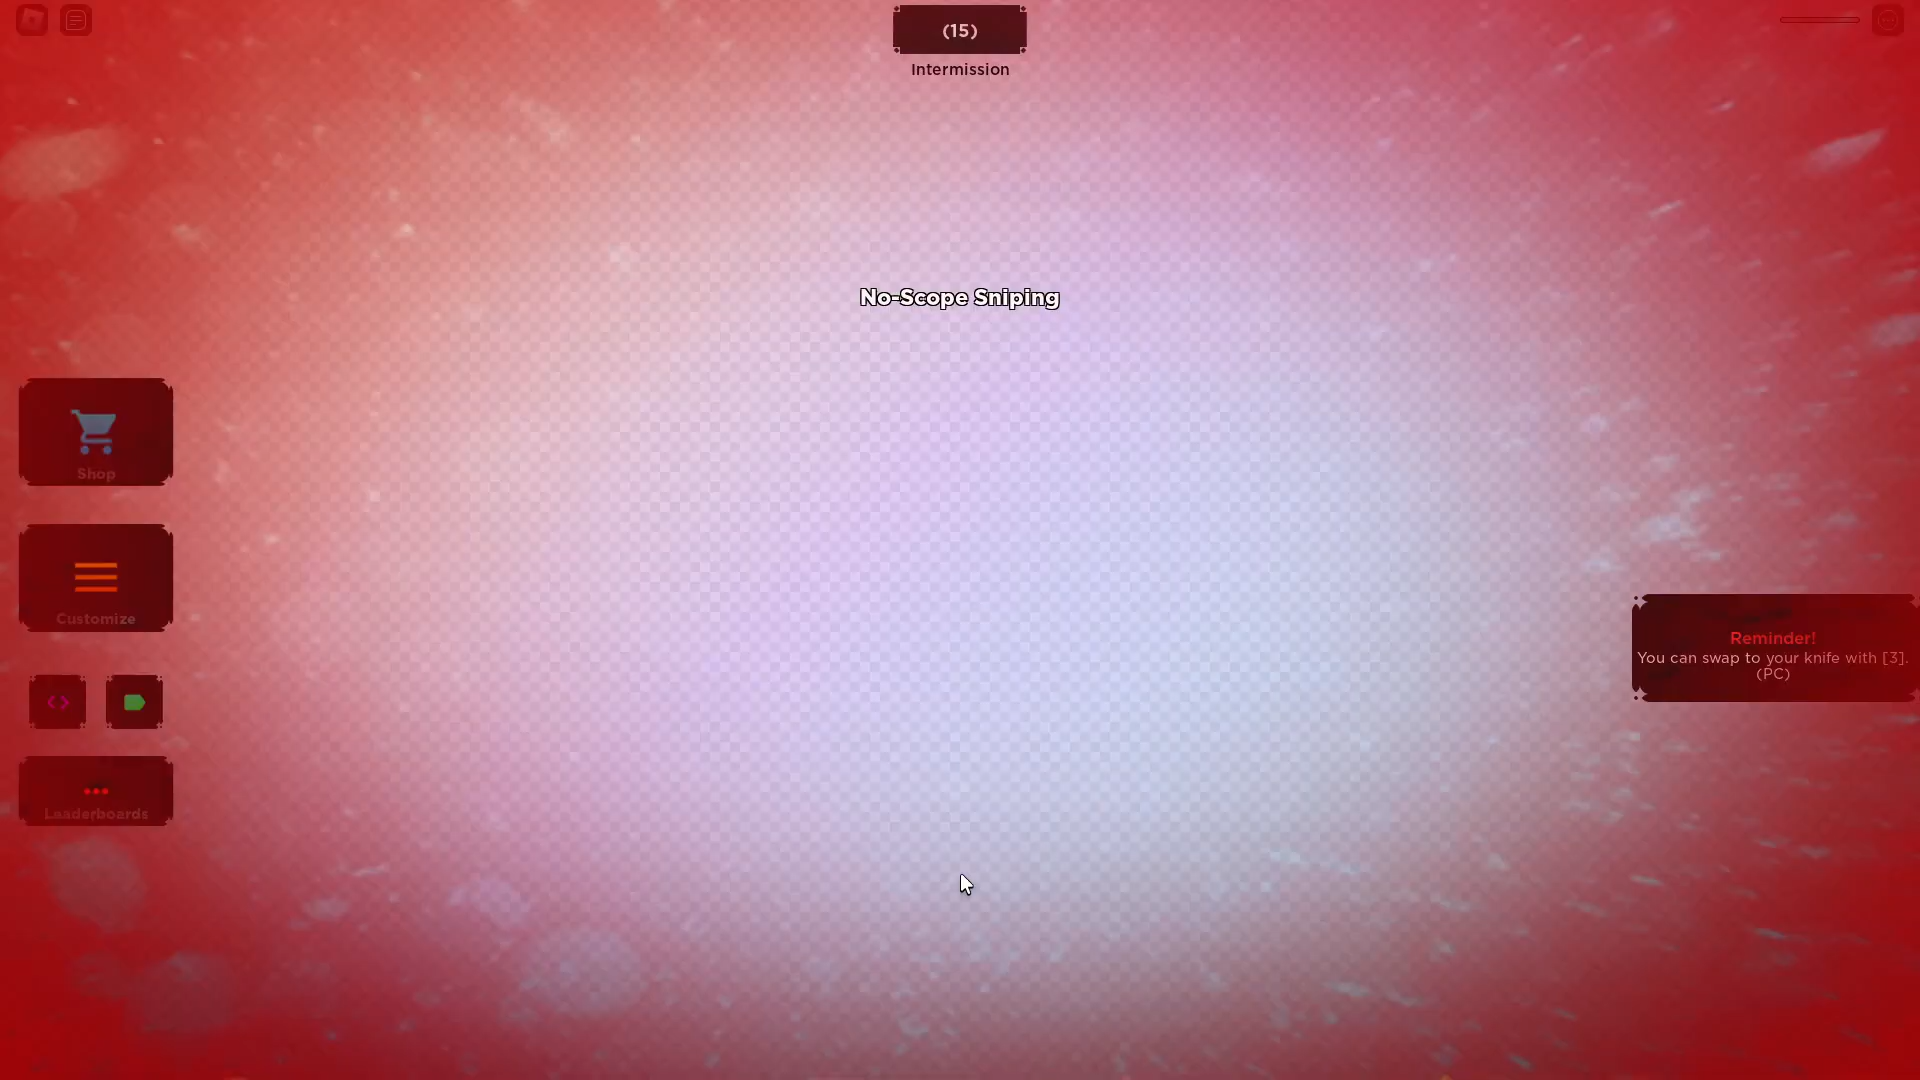 (15)
Intermission
No-Scope Sniping
Shop
Customize
Leaderboards
Reminder!
You can swap to your knife with [3].
(PC)